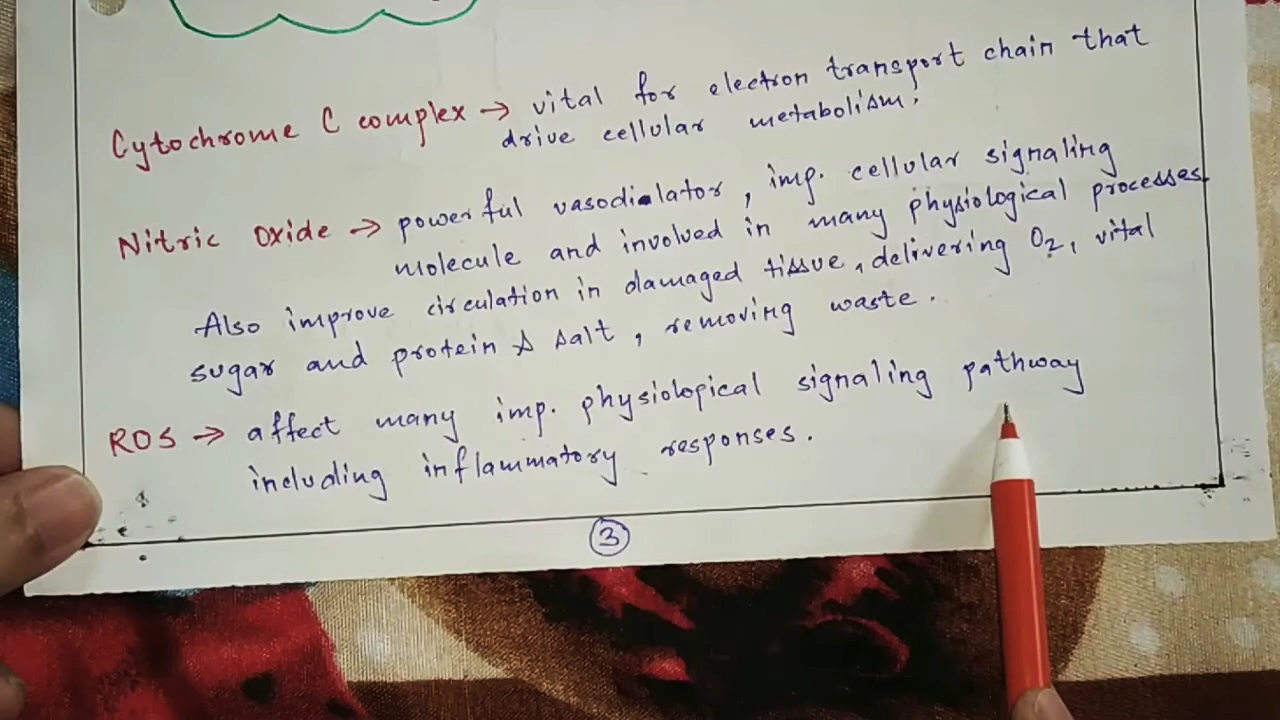 Cytochrome C complex → vital for electron transport chain that
drive cellular metabolism.
Nitric Oxide → powerful vasodialator, imp. cellular signaling
molecule and involved in many physiological processes.
Also improve circulation in damaged tissue, delivering O2, vital
sugar and protein & salt, removing waste.
ROS → affect many imp. physiological signaling pathway
including inflammatory responses.
3